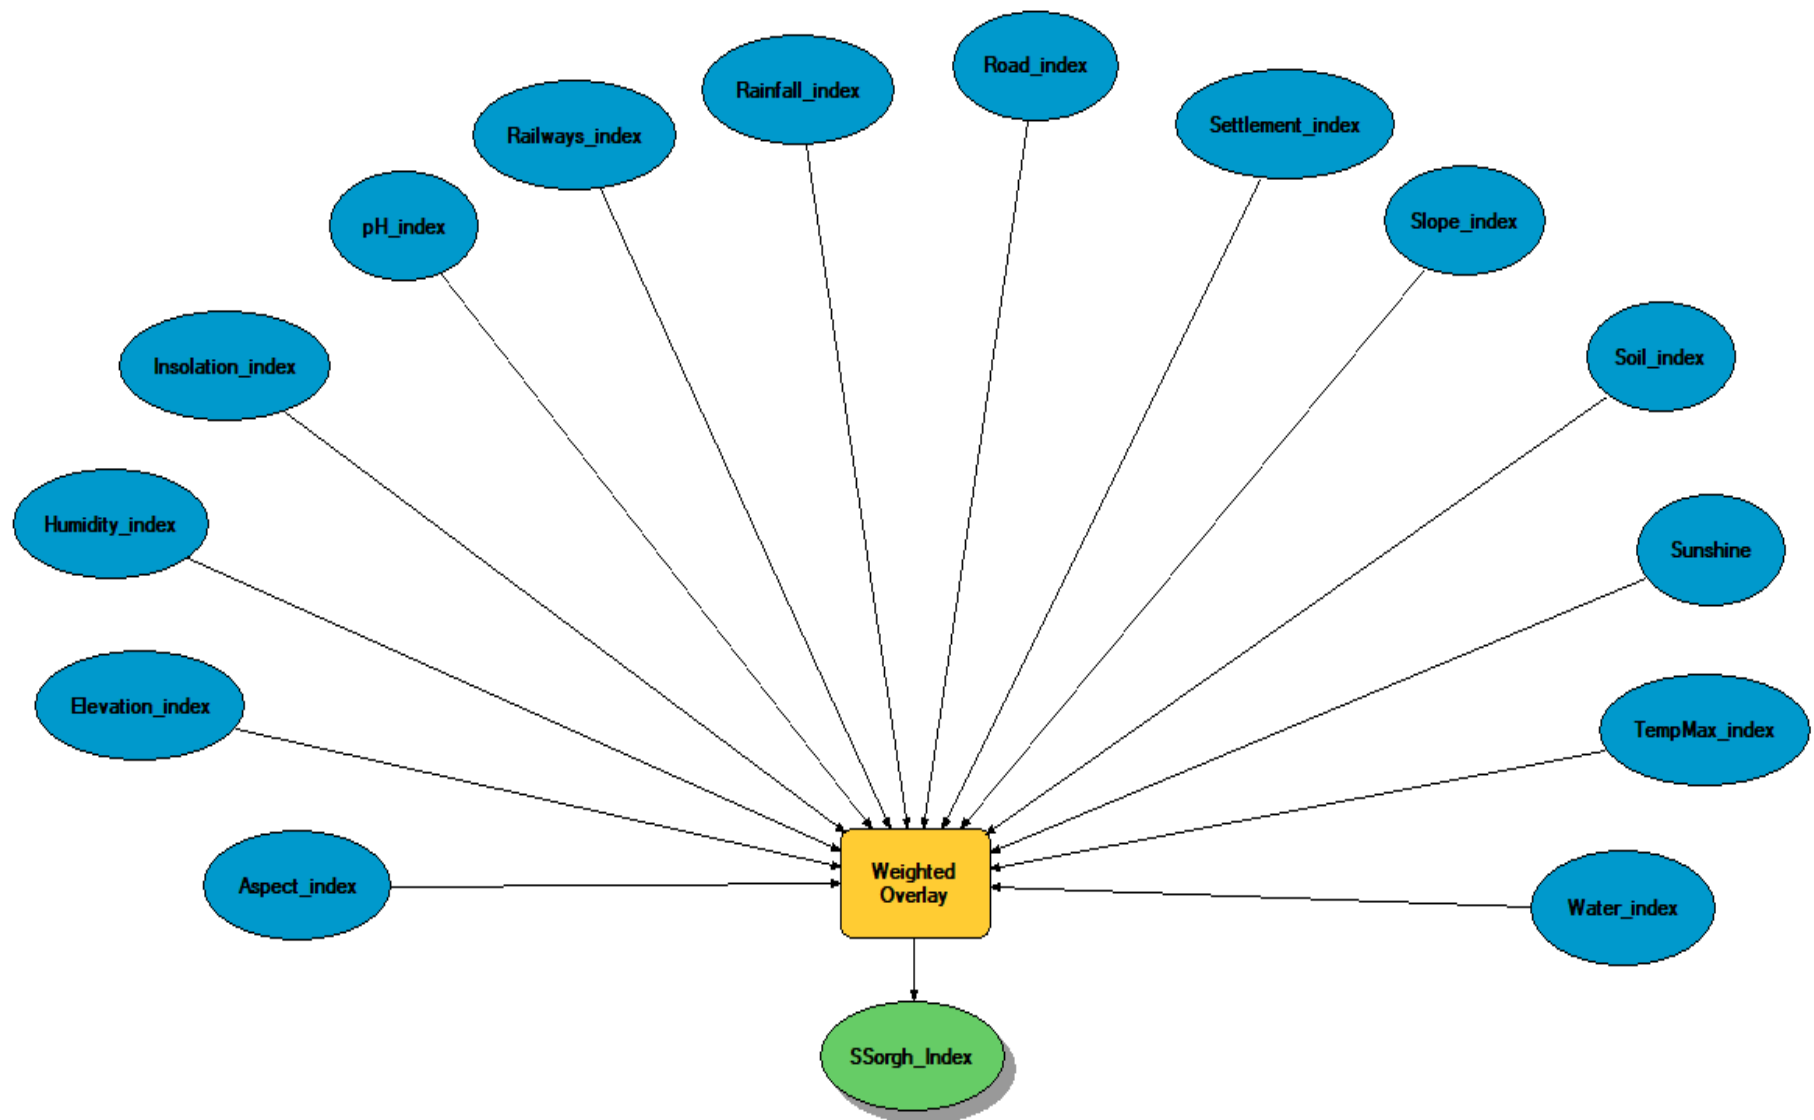 Road_index
Rainfall_index
Settlement_index
Railways_index
Slope_index
pH_index
Soil_index
Insolation_index
Humidity_index
Sunshine
Elevation_index
TempMax_index
Weighted
Overlay
Aspect_index
Water_index
SSorgh_Index